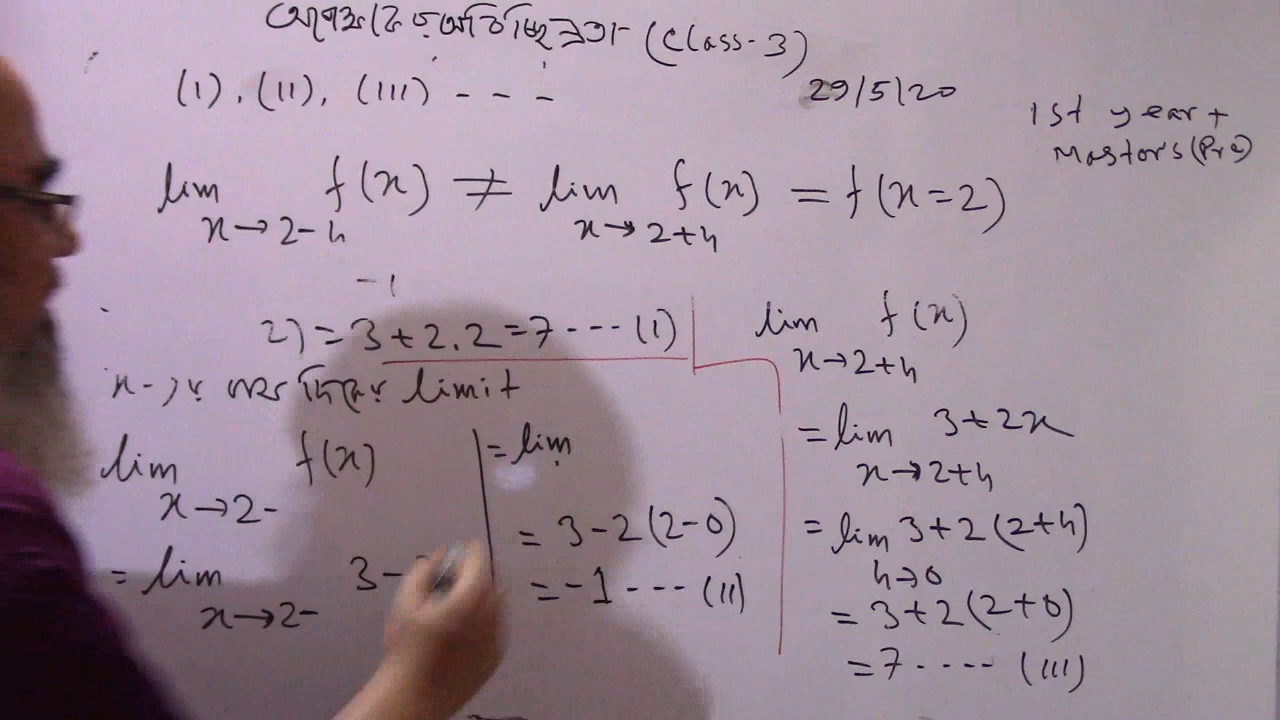 (Class-3)
29/5/20
1st year +
Masters (Pre)
(I), (II), (III) - - -
lim f(x) ≠ lim f(x) = f(x=2)
x→2-h x→2+h
-1
2) = 3+2.2 = 7 ---- (I)
limit
lim f(x)
x→2-
= lim 3-
x→2-
= lim
= 3-2(2-0)
= -1 --- (II)
lim f(x)
x→2+h
= lim 3+2x
x→2+h
= lim 3+2(2+h)
h→0
= 3+2(2+0)
= 7 ---- (III)